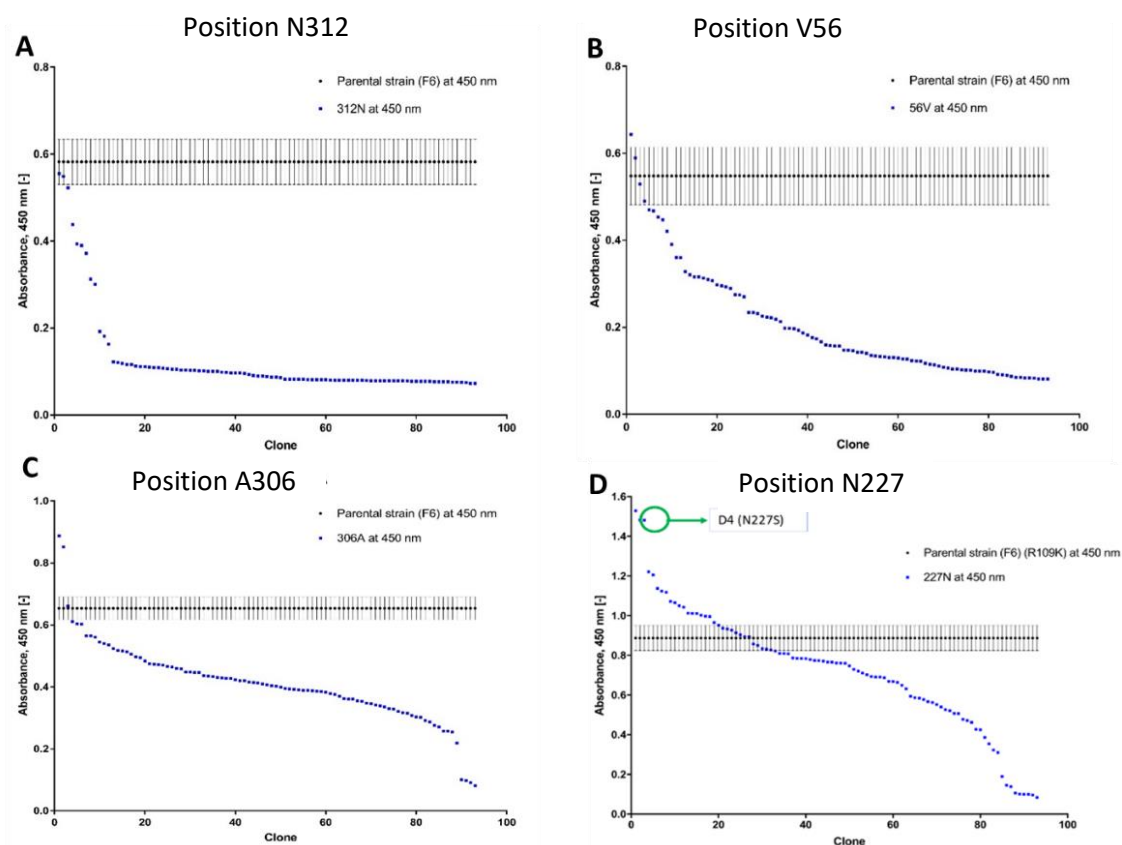 Position N312
A
0.8
0.6
0.4
0.2
0.0
Absorbance, 450 nm [-]
Parental strain (F6) at 450 nm
312N at 450 nm
0 20 40 60 80 100
Clone
Position V56
B
0.8
0.6
0.4
0.2
0.0
Absorbance, 450 nm [-]
Parental strain (F6) at 450 nm
56V at 450 nm
0 20 40 60 80 100
Clone
Position A306
C
1.0
0.8
0.6
0.4
0.2
0.0
Absorbance, 450 nm [-]
Parental strain (F6) at 450 nm
306A at 450 nm
0 20 40 60 80 100
Clone
Position N227
D
1.6
1.4
1.2
1.0
0.8
0.6
0.4
0.2
0.0
Absorbance, 450 nm [-]
D4 (N227S)
Parental strain (F6) (R109K) at 450 nm
227N at 450 nm
0 20 40 60 80 100
Clone